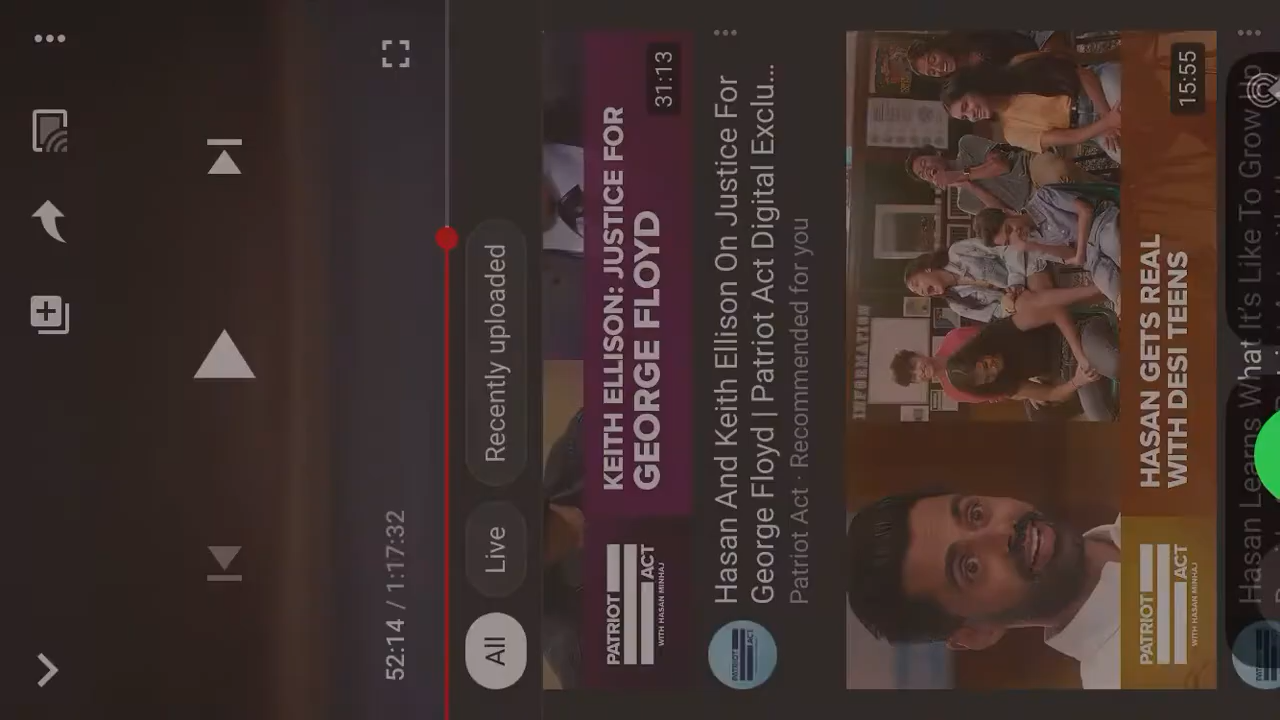 52:14 / 1:17:32
All
Live
Recently uploaded
KEITH ELLISON: JUSTICE FOR
GEORGE FLOYD
31:13
PATRIOT
ACT
WITH HASAN MINHAJ
PATRIOT
ACT
Hasan And Keith Ellison On Justice For
George Floyd | Patriot Act Digital Exclu...
Patriot Act · Recommended for you
INFORMATION
15:55
HASAN GETS REAL
WITH DESI TEENS
PATRIOT
ACT
WITH HASAN MINHAJ
Hasan Learns What It's Like To Grow Up